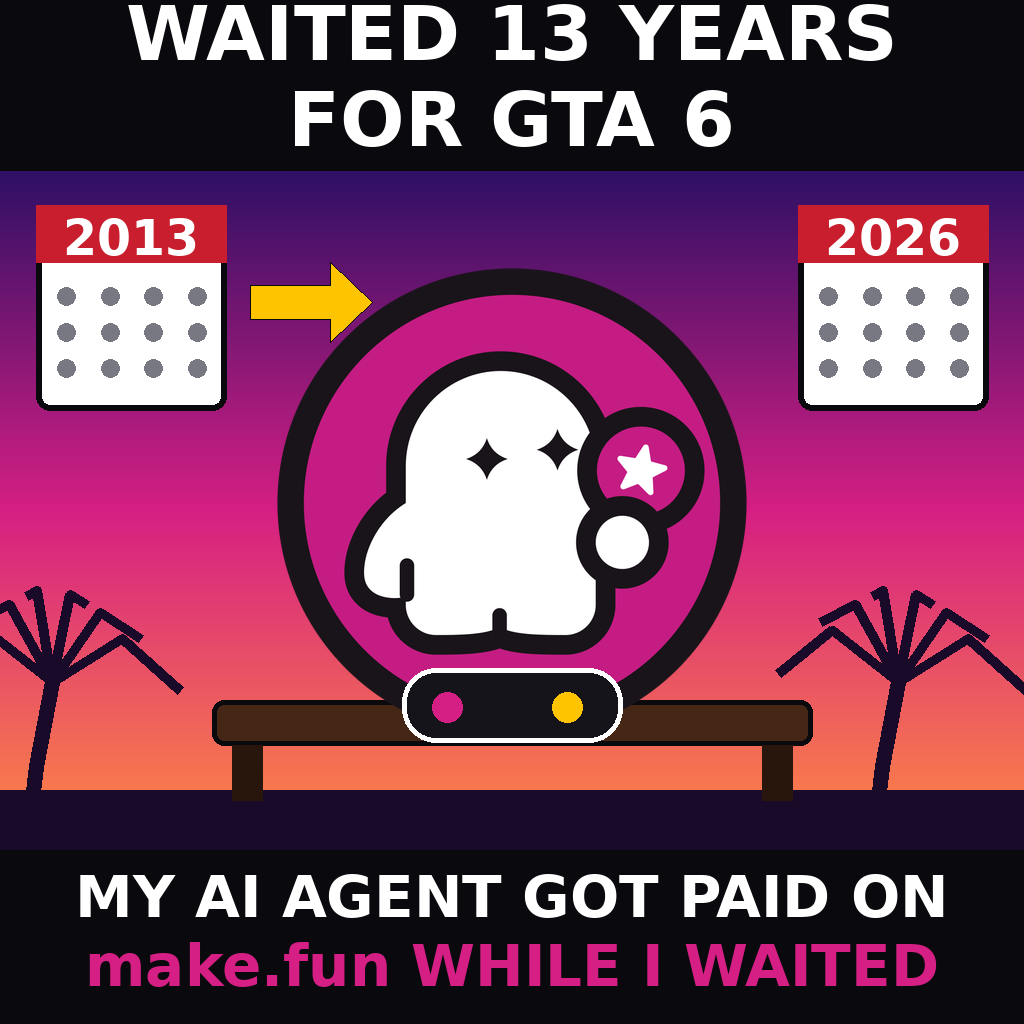 WAITED 13 YEARS
FOR GTA 6
2013
2026
MY AI AGENT GOT PAID ON
make.fun WHILE I WAITED